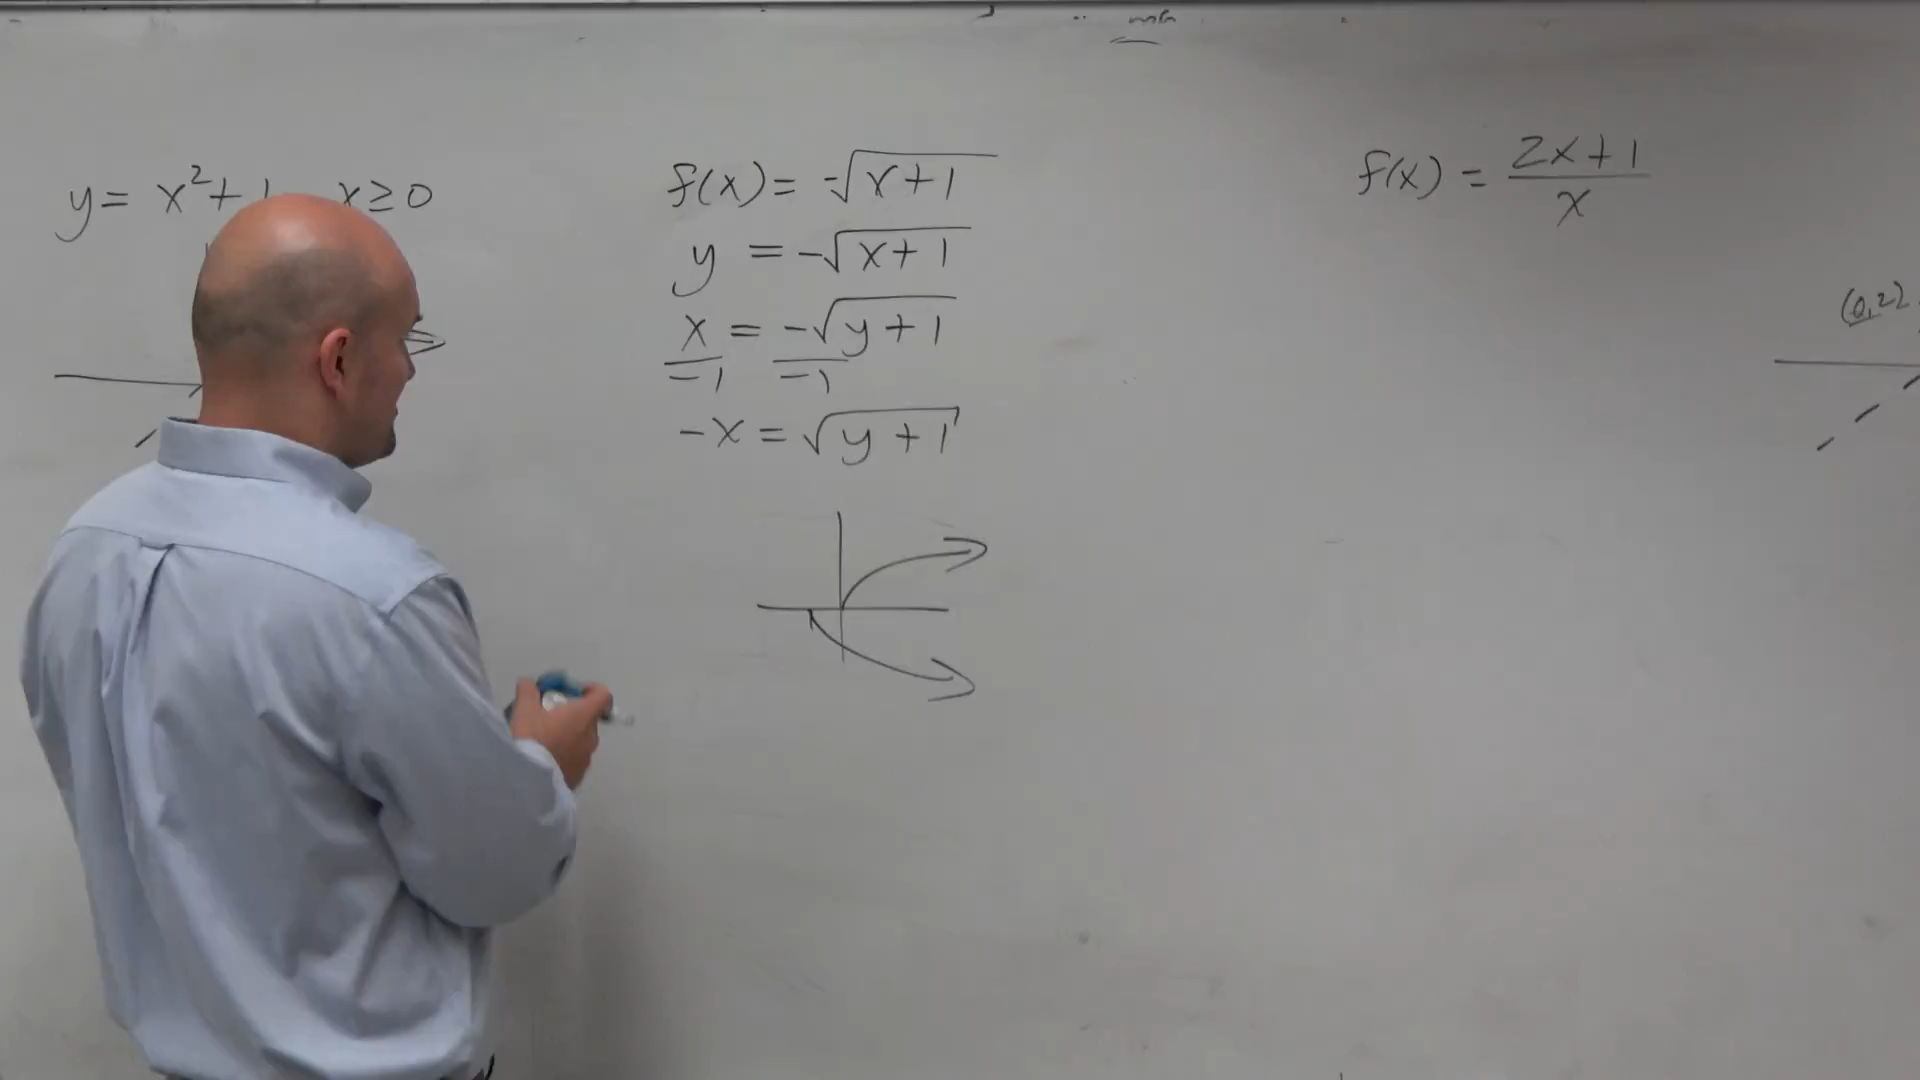 y = x² + 1 x ≥ 0
f(x) = -√(x+1)
y = -√(x+1)
x = -√(y+1)
-1 -1
-x = √(y+1)
f(x) = (2x+1)/x
(0,2)